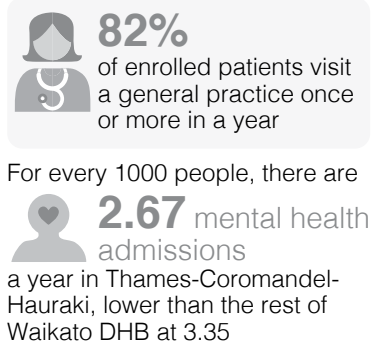 82%
of enrolled patients visit
a general practice once
or more in a year
For every 1000 people, there are
2.67 mental health
admissions
a year in Thames-Coromandel-
Hauraki, lower than the rest of
Waikato DHB at 3.35